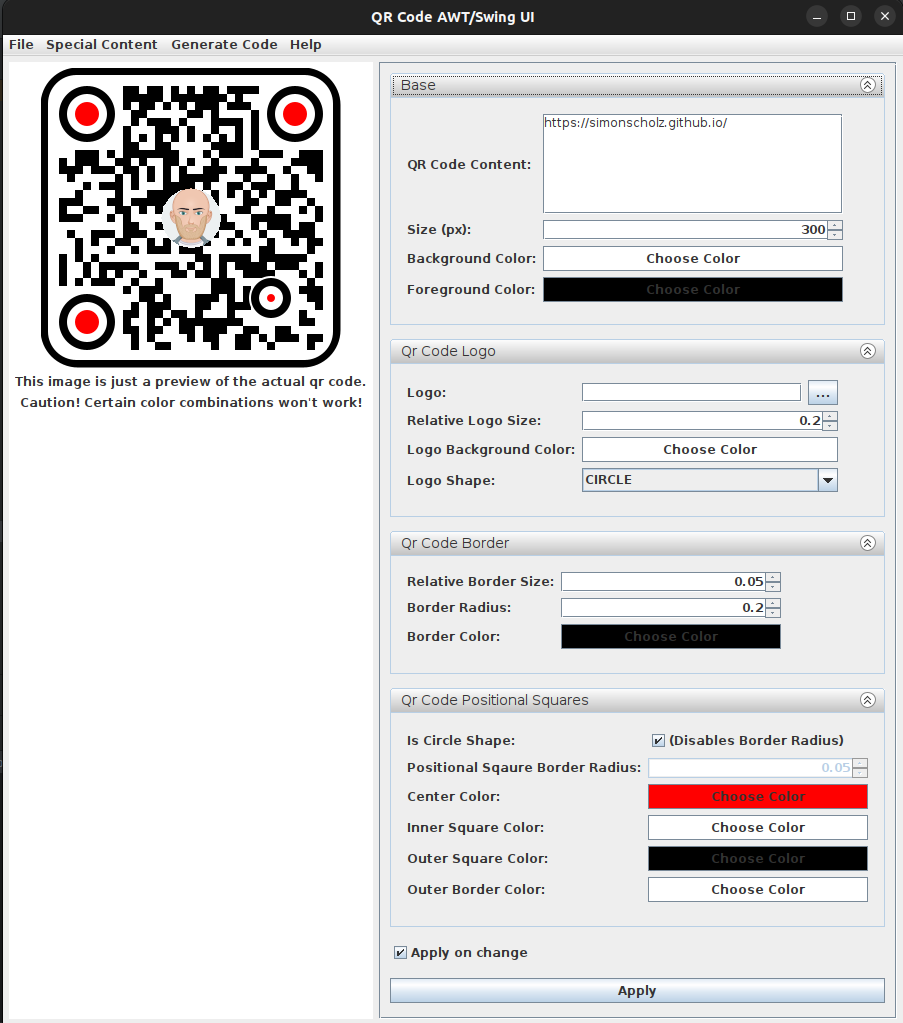 QR Code AWT/Swing UI
File Special Content Generate Code Help
This image is just a preview of the actual qr code.
Caution! Certain color combinations won't work!
Base
QR Code Content:
https://simonscholz.github.io/
Size (px): 300
Background Color: Choose Color
Foreground Color: Choose Color
Qr Code Logo
Logo: ...
Relative Logo Size: 0.2
Logo Background Color: Choose Color
Logo Shape: CIRCLE
Qr Code Border
Relative Border Size: 0.05
Border Radius: 0.2
Border Color: Choose Color
Qr Code Positional Squares
Is Circle Shape: (Disables Border Radius)
Positional Sqaure Border Radius: 0.05
Center Color: Choose Color
Inner Square Color: Choose Color
Outer Square Color: Choose Color
Outer Border Color: Choose Color
Apply on change
Apply